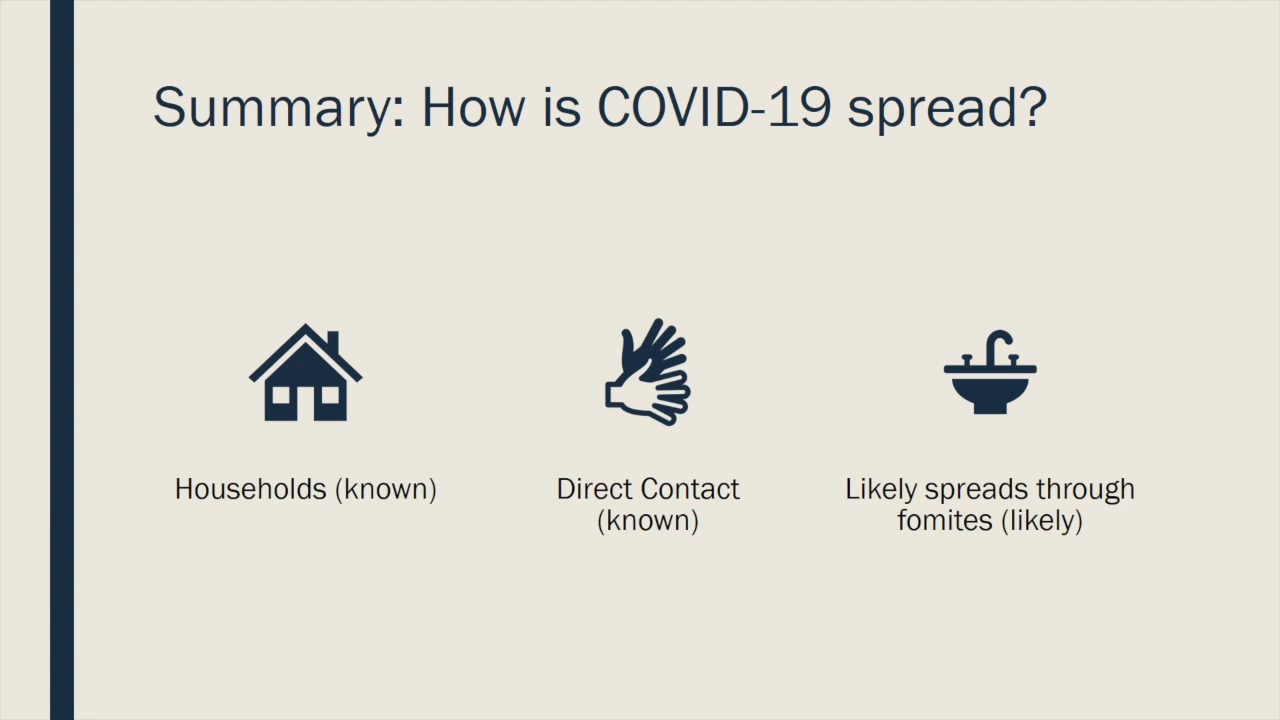 Summary: How is COVID-19 spread?
Households (known)
Direct Contact
(known)
Likely spreads through
fomites (likely)